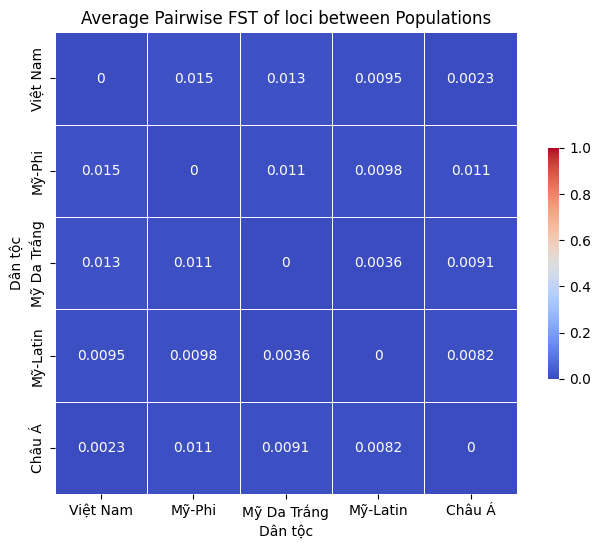 Average Pairwise FST of loci between Populations
Dân tộc
Việt Nam
0
0.015
0.013
0.0095
0.0023
Mỹ-Phi
0.015
0
0.011
0.0098
0.011
Mỹ Da Trắng
0.013
0.011
0
0.0036
0.0091
Mỹ-Latin
0.0095
0.0098
0.0036
0
0.0082
Châu Á
0.0023
0.011
0.0091
0.0082
0
Việt Nam
Mỹ-Phi
Mỹ Da Trắng
Mỹ-Latin
Châu Á
Dân tộc
1.0
0.8
0.6
0.4
0.2
0.0